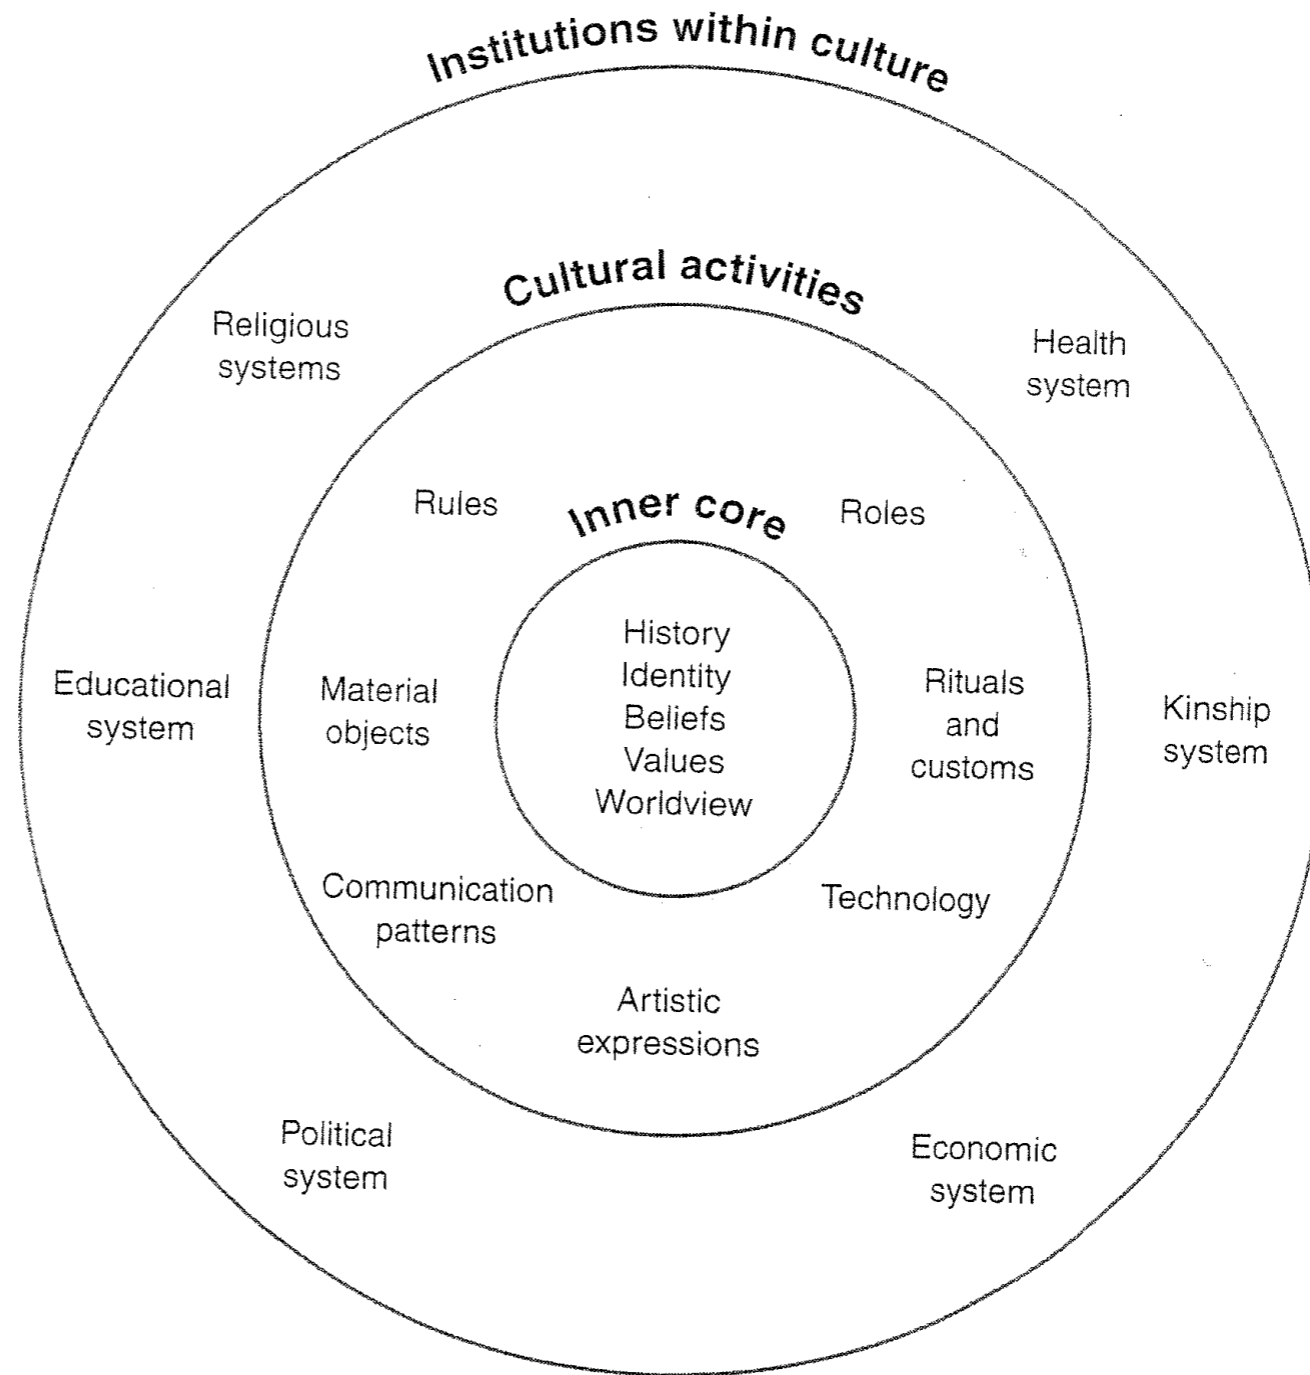 Institutions within culture
Cultural activities
Religious
systems
Health
system
Inner core
Rules
Roles
History
Identity
Beliefs
Values
Worldview
Educational
system
Material
objects
Rituals
and
customs
Kinship
system
Communication
patterns
Technology
Artistic
expressions
Political
system
Economic
system